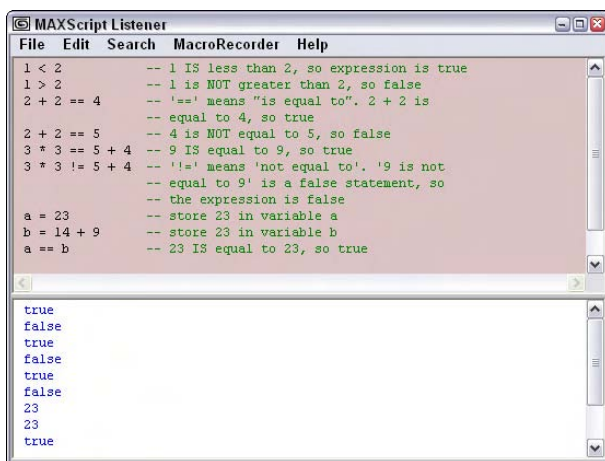 MAXScript Listener
File Edit Search MacroRecorder Help
1 < 2 -- 1 IS less than 2, so expression is true
1 > 2 -- 1 is NOT greater than 2, so false
2 + 2 == 4 -- '==' means "is equal to". 2 + 2 is
-- equal to 4, so true
2 + 2 == 5 -- 4 is NOT equal to 5, so false
3 * 3 == 5 + 4 -- 9 IS equal to 9, so true
3 * 3 != 5 + 4 -- '!=' means 'not equal to'. '9 is not
-- equal to 9' is a false statement, so
-- the expression is false
a = 23 -- store 23 in variable a
b = 14 + 9 -- store 23 in variable b
a == b -- 23 IS equal to 23, so true
true
false
true
false
true
false
23
23
true